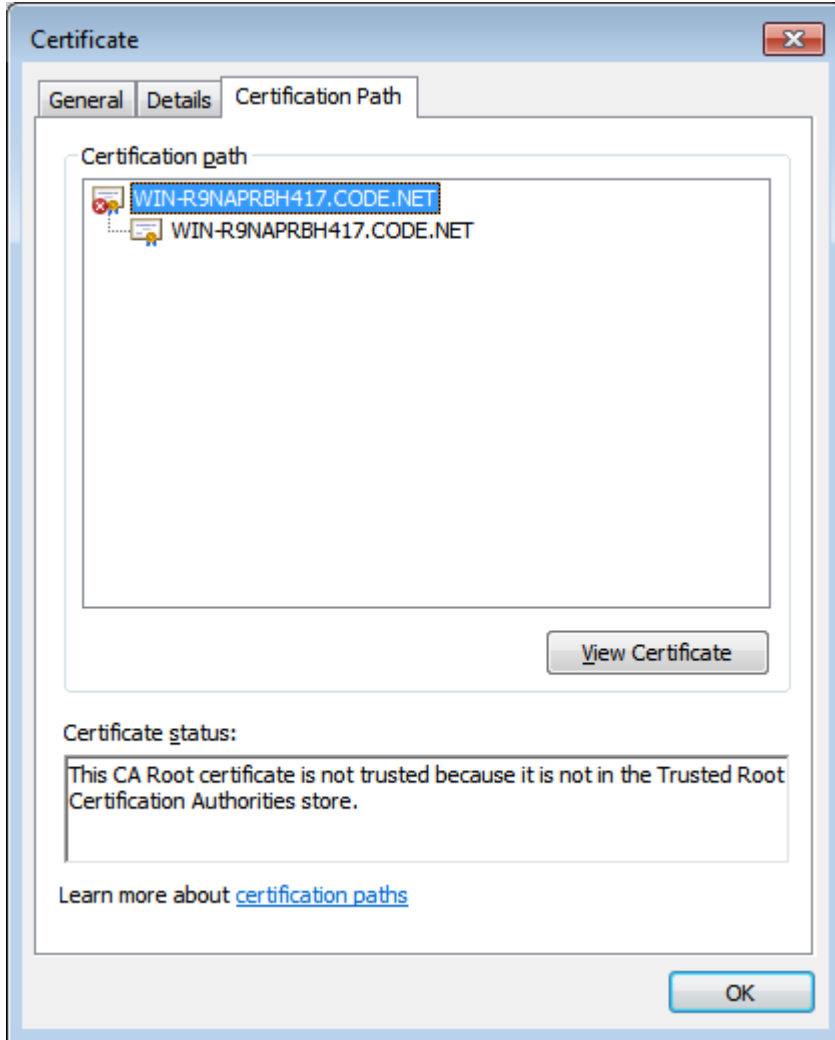 Certificate
General
Details
Certification Path
Certification path
WIN-R9NAPRBH417.CODE.NET
WIN-R9NAPRBH417.CODE.NET
View Certificate
Certificate status:
This CA Root certificate is not trusted because it is not in the Trusted Root
Certification Authorities store.
Learn more about certification paths
OK